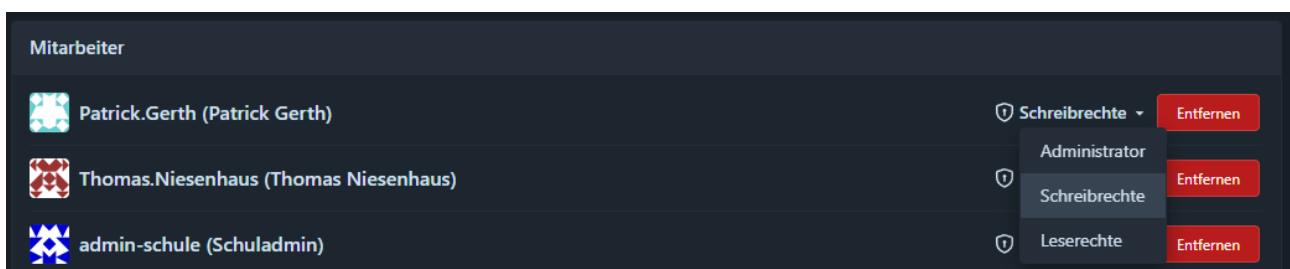 Mitarbeiter
Patrick.Gerth (Patrick Gerth) Schreibrechte Entfernen
Administrator
Thomas.Niesenhaus (Thomas Niesenhaus) Entfernen
Schreibrechte
admin-schule (Schuladmin) Leserechte Entfernen